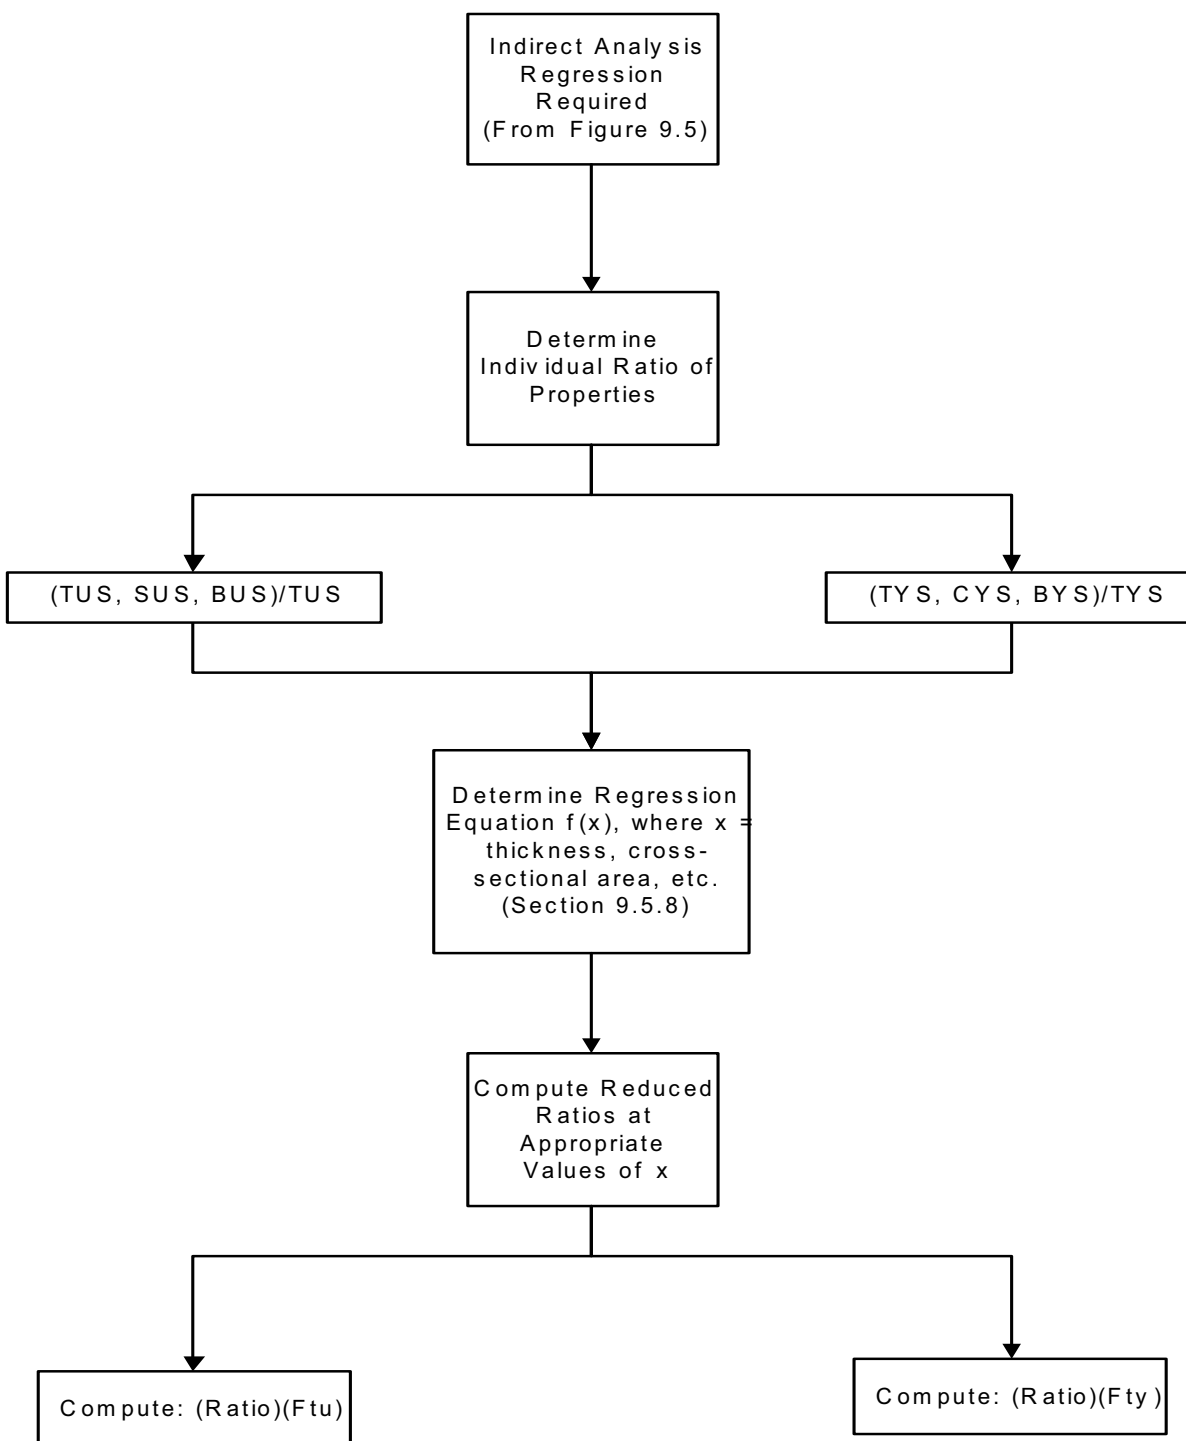 Indirect Analysis
Regression
Required
(From Figure 9.5)
Determine
Individual Ratio of
Properties
(TUS, SUS, BUS)/TUS
(TYS, CYS, BYS)/TYS
Determine Regression
Equation f(x), where x =
thickness, cross-
sectional area, etc.
(Section 9.5.8)
Compute Reduced
Ratios at
Appropriate
Values of x
Compute: (Ratio)(Ftu)
Compute: (Ratio)(Fty)